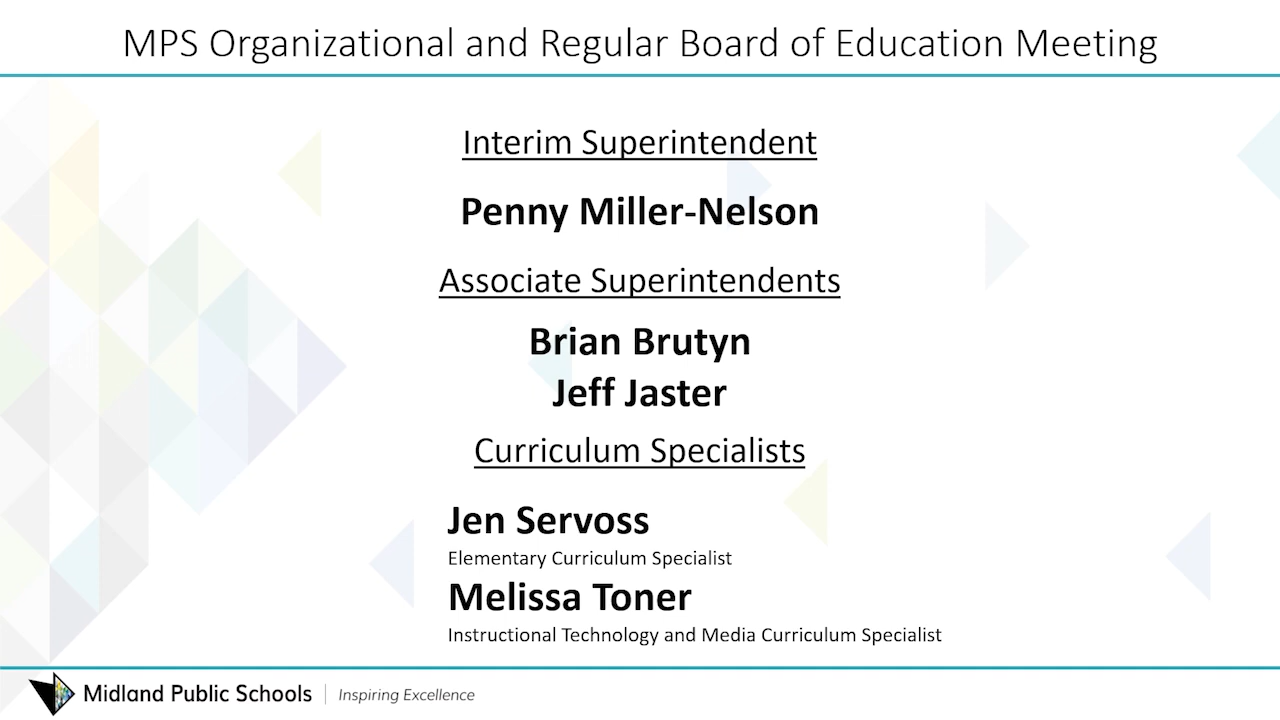 MPS Organizational and Regular Board of Education Meeting
Interim Superintendent
Penny Miller-Nelson
Associate Superintendents
Brian Brutyn
Jeff Jaster
Curriculum Specialists
Jen Servoss
Elementary Curriculum Specialist
Melissa Toner
Instructional Technology and Media Curriculum Specialist
Midland Public Schools | Inspiring Excellence